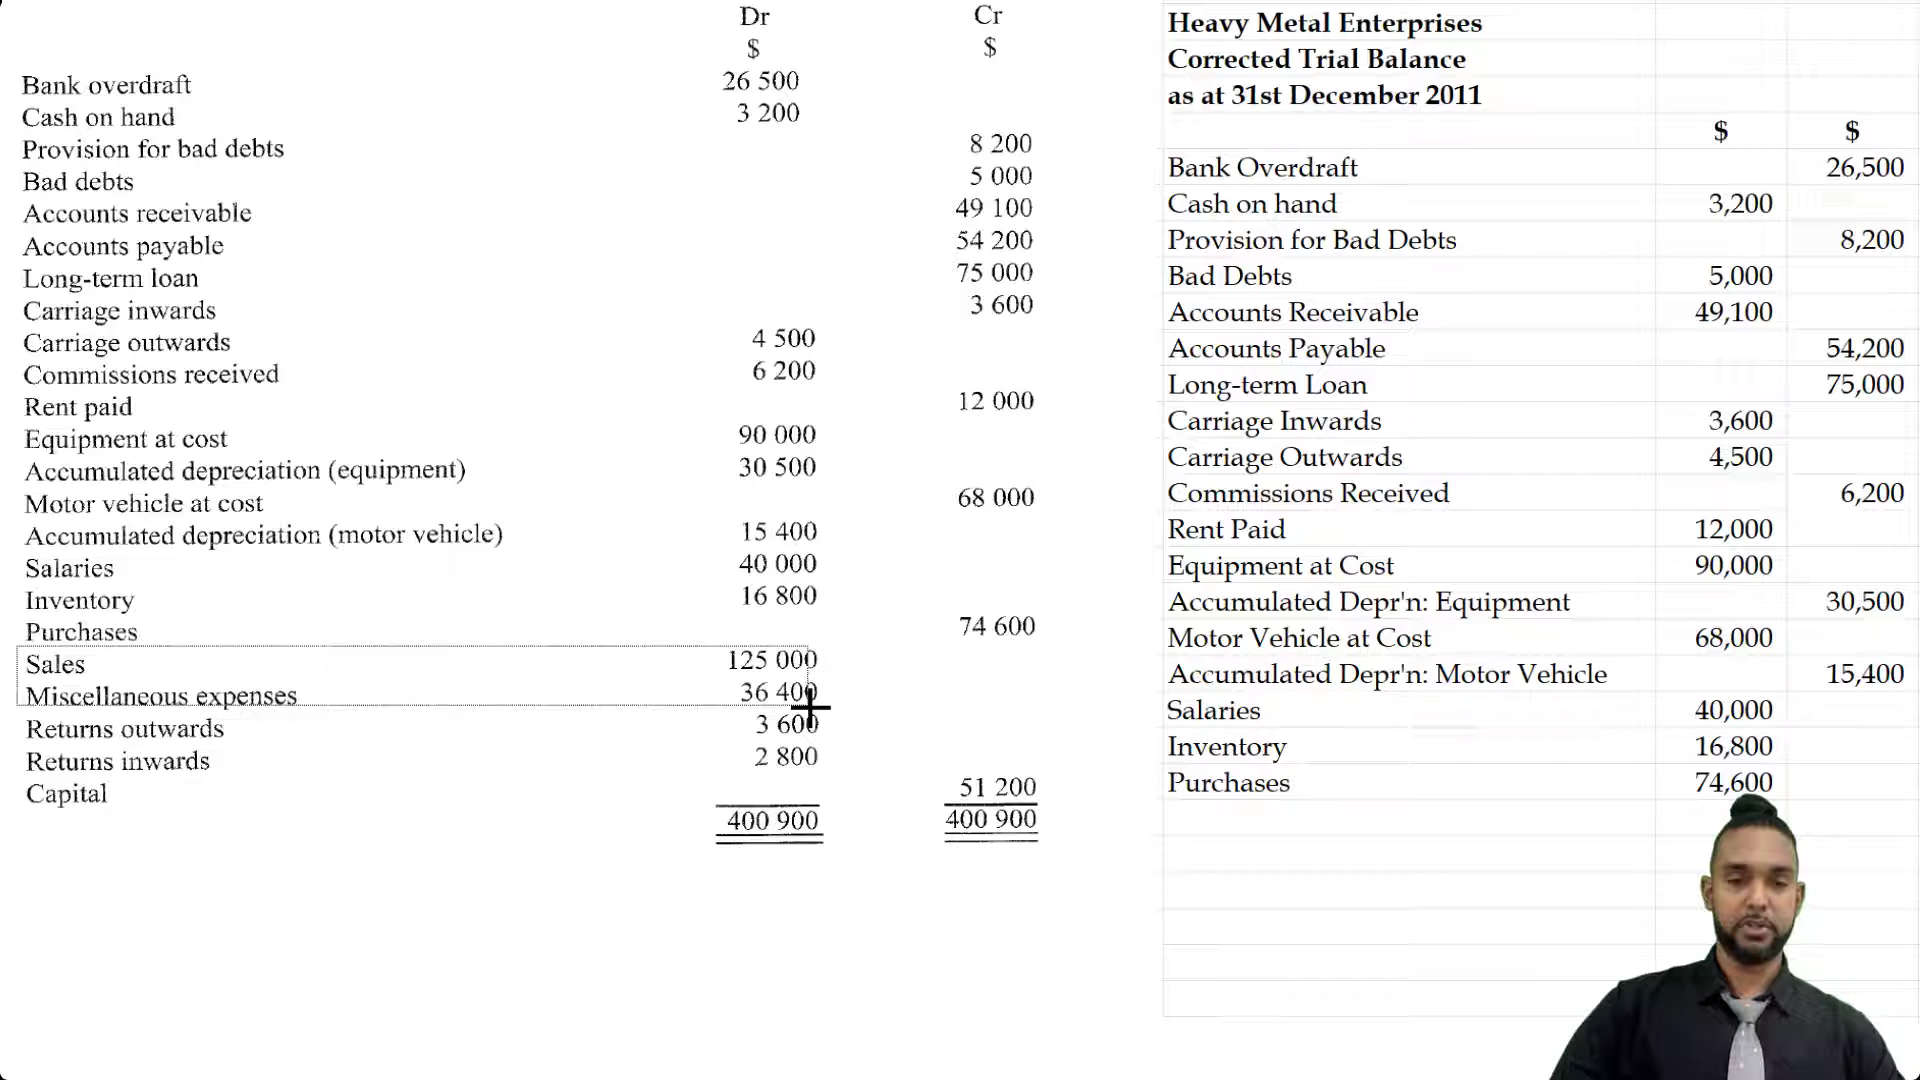 Dr Cr
$ $
Bank overdraft 26 500
Cash on hand 3 200
Provision for bad debts 8 200
Bad debts 5 000
Accounts receivable 49 100
Accounts payable 54 200
Long-term loan 75 000
Carriage inwards 3 600
Carriage outwards 4 500
Commissions received 6 200
Rent paid 12 000
Equipment at cost 90 000
Accumulated depreciation (equipment) 30 500
Motor vehicle at cost 68 000
Accumulated depreciation (motor vehicle) 15 400
Salaries 40 000
Inventory 16 800
Purchases 74 600
Sales 125 000
Miscellaneous expenses 36 400
Returns outwards 3 600
Returns inwards 2 800
Capital 51 200
400 900 400 900
Heavy Metal Enterprises
Corrected Trial Balance
as at 31st December 2011
$ $
Bank Overdraft 26,500
Cash on hand 3,200
Provision for Bad Debts 8,200
Bad Debts 5,000
Accounts Receivable 49,100
Accounts Payable 54,200
Long-term Loan 75,000
Carriage Inwards 3,600
Carriage Outwards 4,500
Commissions Received 6,200
Rent Paid 12,000
Equipment at Cost 90,000
Accumulated Depr'n: Equipment 30,500
Motor Vehicle at Cost 68,000
Accumulated Depr'n: Motor Vehicle 15,400
Salaries 40,000
Inventory 16,800
Purchases 74,600